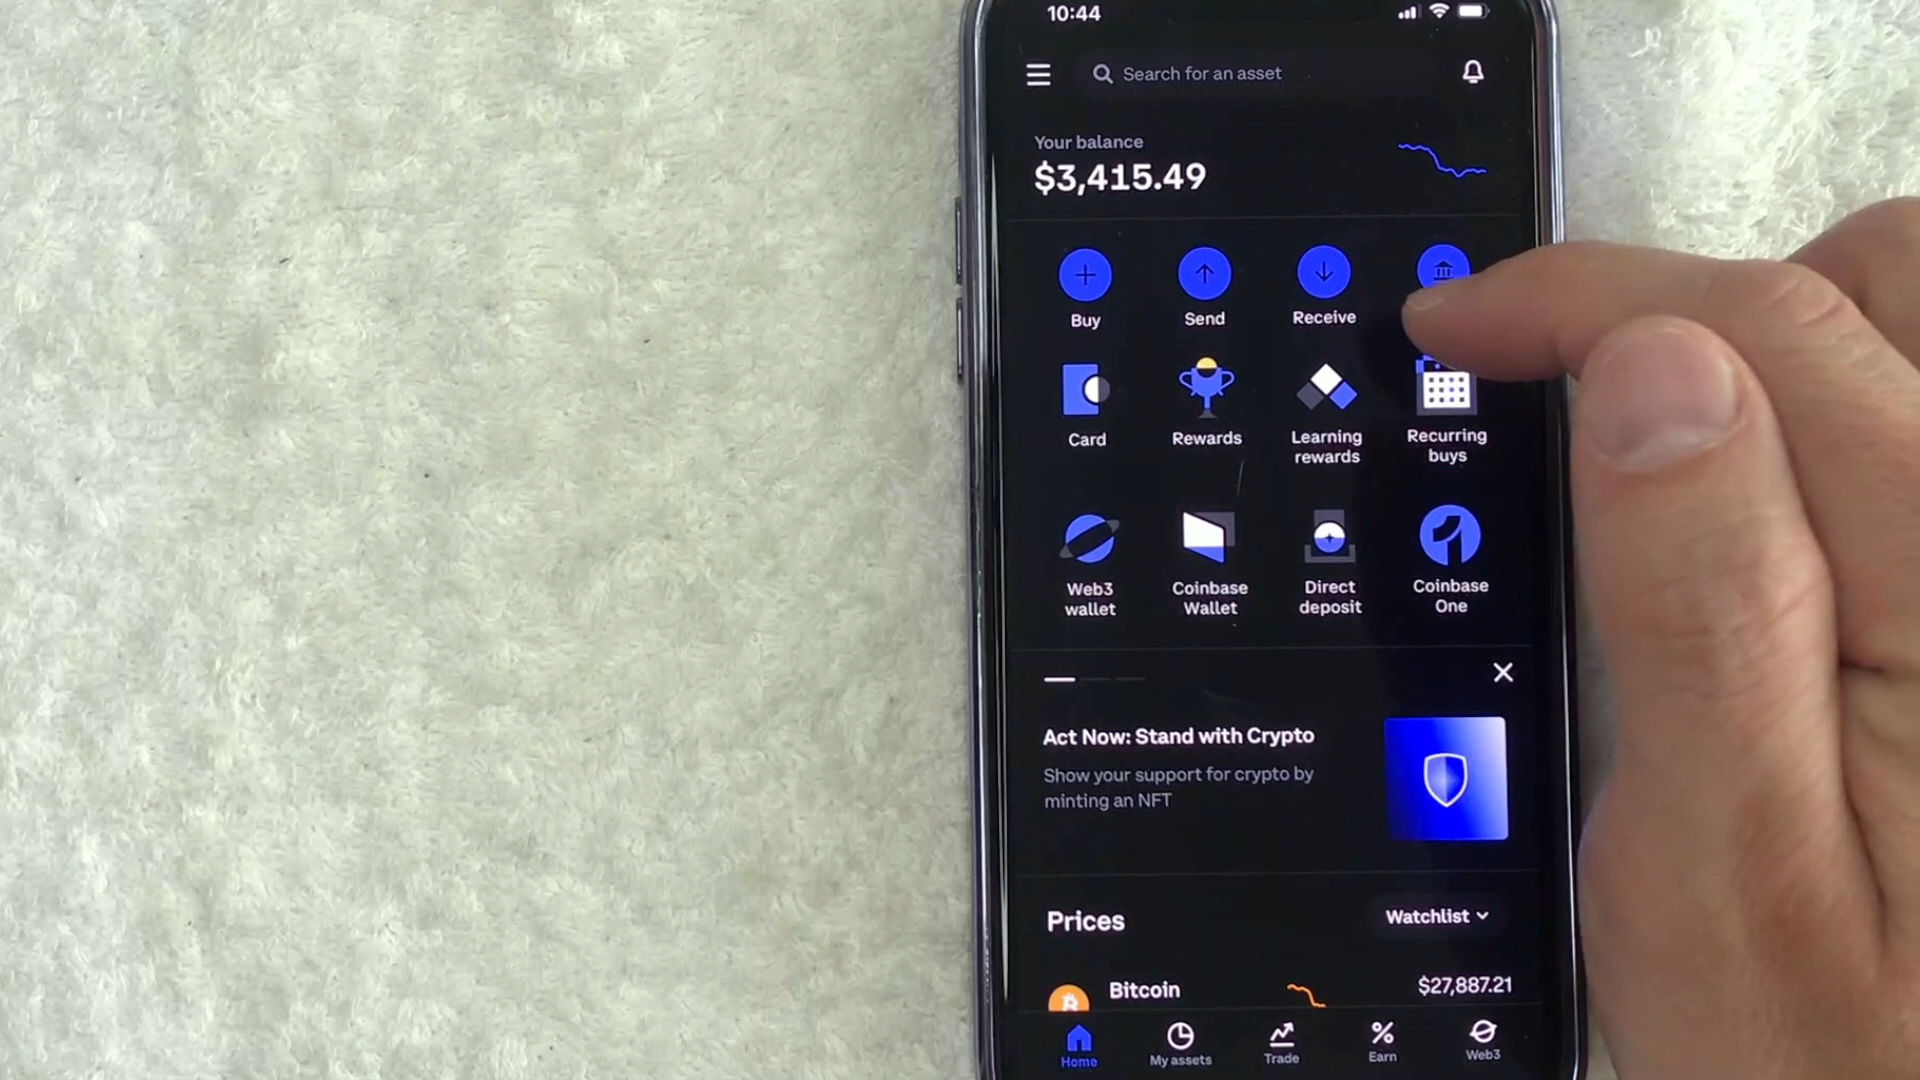 10:44
Search for an asset
Your balance
$3,415.49
Buy
Send
Receive
Card
Rewards
Learning
rewards
Recurring
buys
Web3
wallet
Coinbase
Wallet
Direct
deposit
Coinbase
One
Act Now: Stand with Crypto
Show your support for crypto by
minting an NFT
Prices
Watchlist
Bitcoin
$27,887.21
Home
My assets
Trade
Earn
Web3